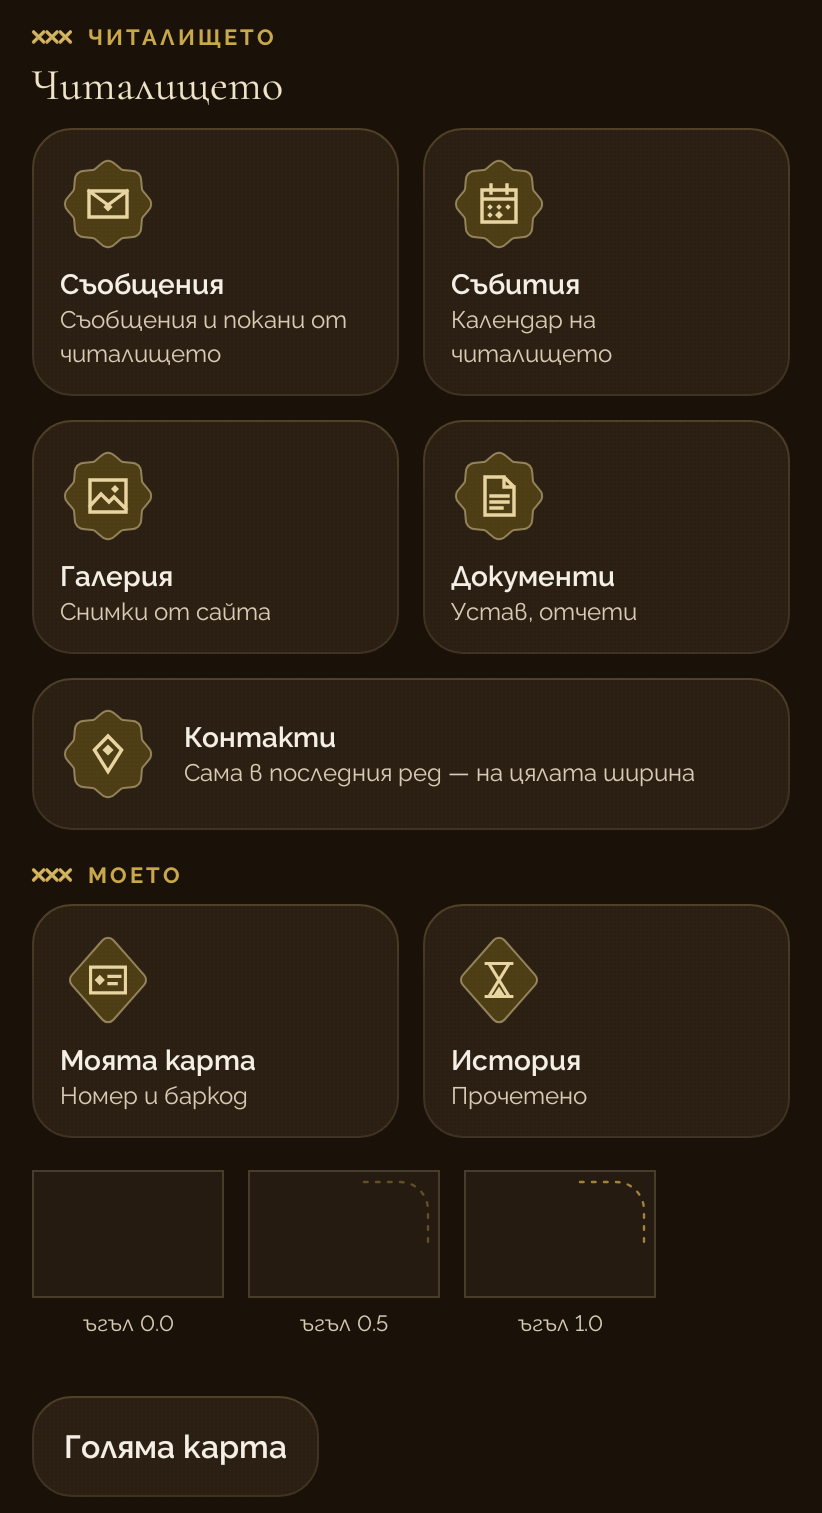 ЧИТАЛИЩЕТО
Читалището
Съобщения
Съобщения и покани от
читалището
Събития
Календар на
читалището
Галерия
Снимки от сайта
Документи
Устав, отчети
Контакти
Сама в последния ред — на цялата ширина
МОЕТО
Моята карта
Номер и баркод
История
Прочетено
ъгъл 0.0
ъгъл 0.5
ъгъл 1.0
Голяма карта